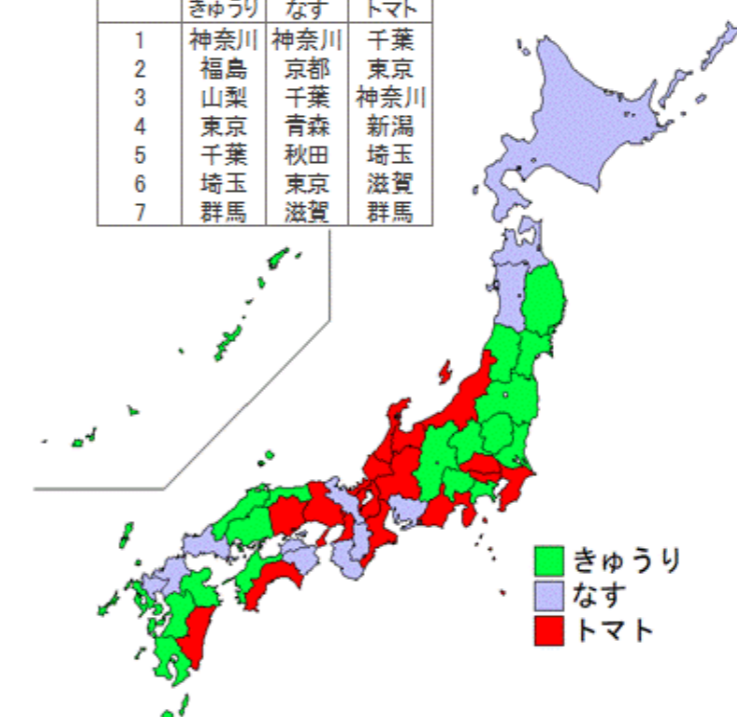 きゅうり なす トマト
1 神奈川 神奈川 千葉
2 福島 京都 東京
3 山梨 千葉 神奈川
4 東京 青森 新潟
5 千葉 秋田 埼玉
6 埼玉 東京 滋賀
7 群馬 滋賀 群馬
きゅうり
なす
トマト